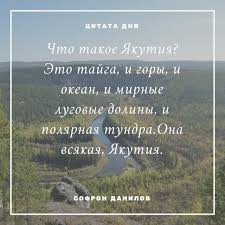 ЦИТАТА ДНЯ
Что такое Якутия?
Это тайга, и горы, и
океан, и мирные
луговые долины, и
полярная тундра.Она
всякая, Якутия.
СОФРОН ДАНИЛОВ